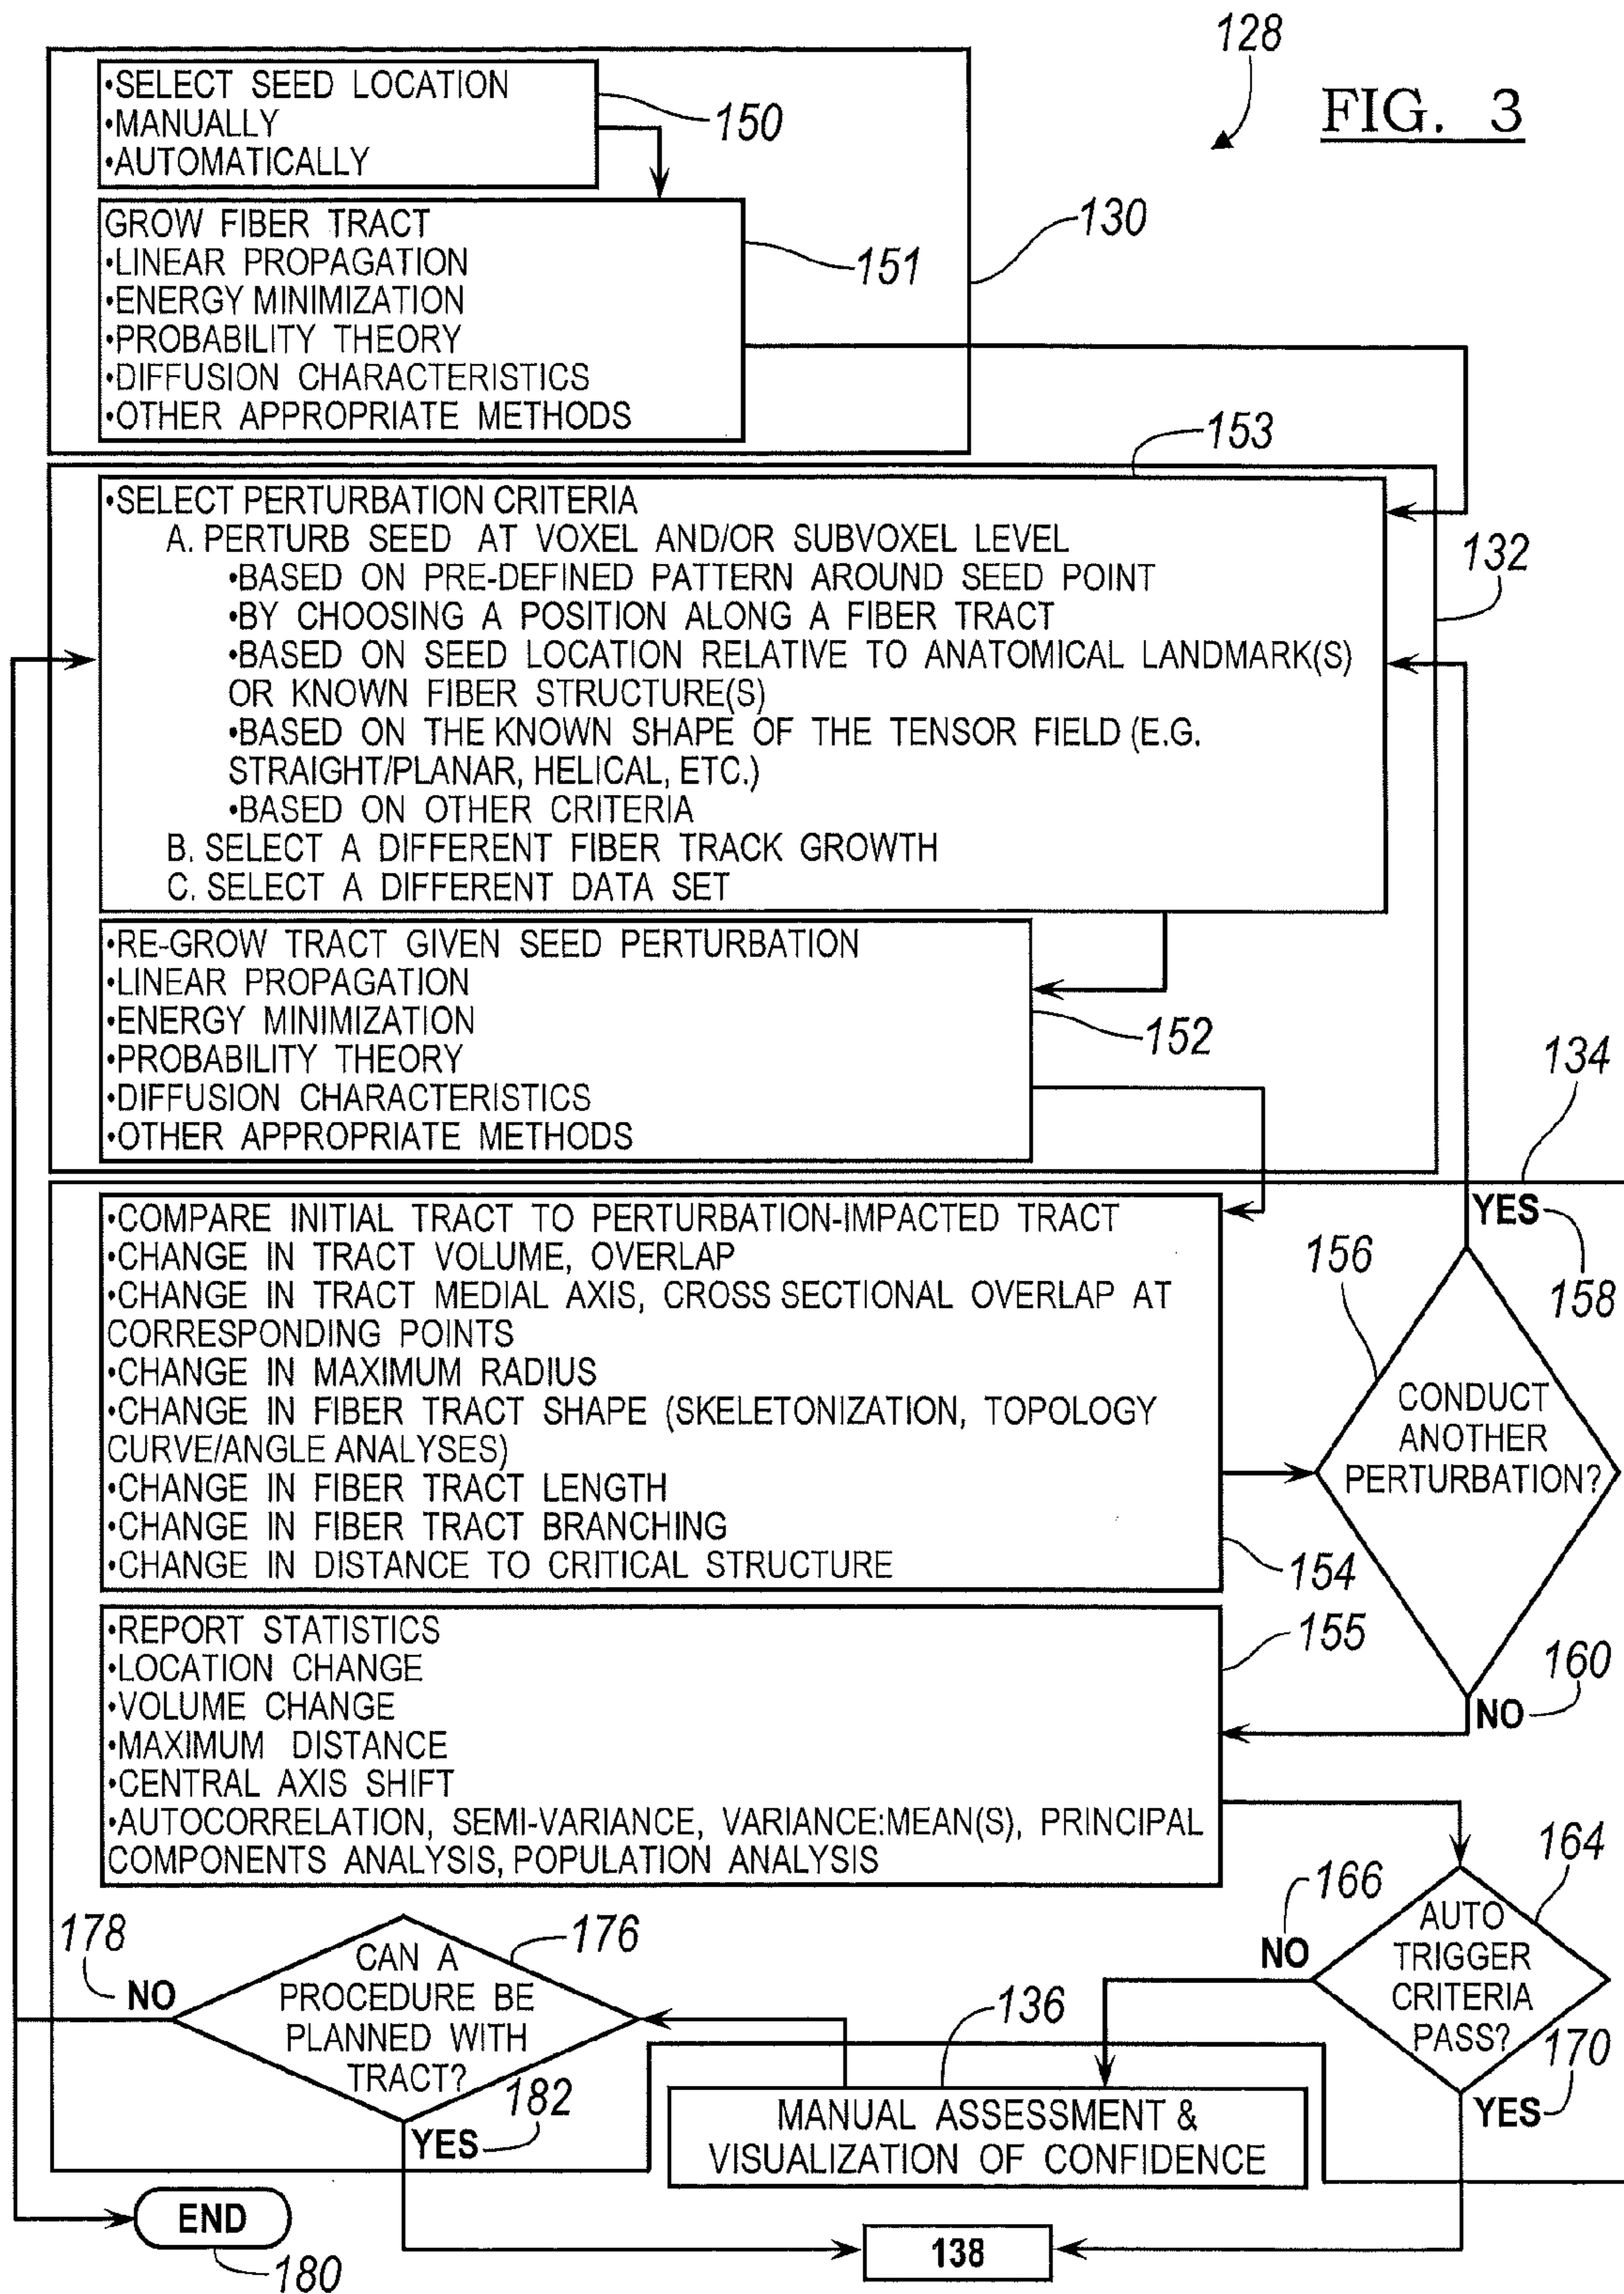 128
FIG. 3
•SELECT SEED LOCATION
•MANUALLY
•AUTOMATICALLY
150
GROW FIBER TRACT
•LINEAR PROPAGATION
•ENERGY MINIMIZATION
•PROBABILITY THEORY
•DIFFUSION CHARACTERISTICS
•OTHER APPROPRIATE METHODS
151
130
153
•SELECT PERTURBATION CRITERIA
A. PERTURB SEED AT VOXEL AND/OR SUBVOXEL LEVEL
•BASED ON PRE-DEFINED PATTERN AROUND SEED POINT
•BY CHOOSING A POSITION ALONG A FIBER TRACT
•BASED ON SEED LOCATION RELATIVE TO ANATOMICAL LANDMARK(S)
OR KNOWN FIBER STRUCTURE(S)
•BASED ON THE KNOWN SHAPE OF THE TENSOR FIELD (E.G.
STRAIGHT/PLANAR, HELICAL, ETC.)
•BASED ON OTHER CRITERIA
B. SELECT A DIFFERENT FIBER TRACK GROWTH
C. SELECT A DIFFERENT DATA SET
132
•RE-GROW TRACT GIVEN SEED PERTURBATION
•LINEAR PROPAGATION
•ENERGY MINIMIZATION
•PROBABILITY THEORY
•DIFFUSION CHARACTERISTICS
•OTHER APPROPRIATE METHODS
152
134
•COMPARE INITIAL TRACT TO PERTURBATION-IMPACTED TRACT
•CHANGE IN TRACT VOLUME, OVERLAP
•CHANGE IN TRACT MEDIAL AXIS, CROSS SECTIONAL OVERLAP AT
CORRESPONDING POINTS
•CHANGE IN MAXIMUM RADIUS
•CHANGE IN FIBER TRACT SHAPE (SKELETONIZATION, TOPOLOGY
CURVE/ANGLE ANALYSES)
•CHANGE IN FIBER TRACT LENGTH
•CHANGE IN FIBER TRACT BRANCHING
•CHANGE IN DISTANCE TO CRITICAL STRUCTURE
154
YES
158
156
CONDUCT
ANOTHER
PERTURBATION?
160
NO
•REPORT STATISTICS
•LOCATION CHANGE
•VOLUME CHANGE
•MAXIMUM DISTANCE
•CENTRAL AXIS SHIFT
•AUTOCORRELATION, SEMI-VARIANCE, VARIANCE:MEAN(S), PRINCIPAL
COMPONENTS ANALYSIS, POPULATION ANALYSIS
155
164
166
NO
AUTO
TRIGGER
CRITERIA
PASS?
170
YES
178
NO
176
CAN A
PROCEDURE BE
PLANNED WITH
TRACT?
182
YES
136
MANUAL ASSESSMENT &
VISUALIZATION OF CONFIDENCE
END
180
138